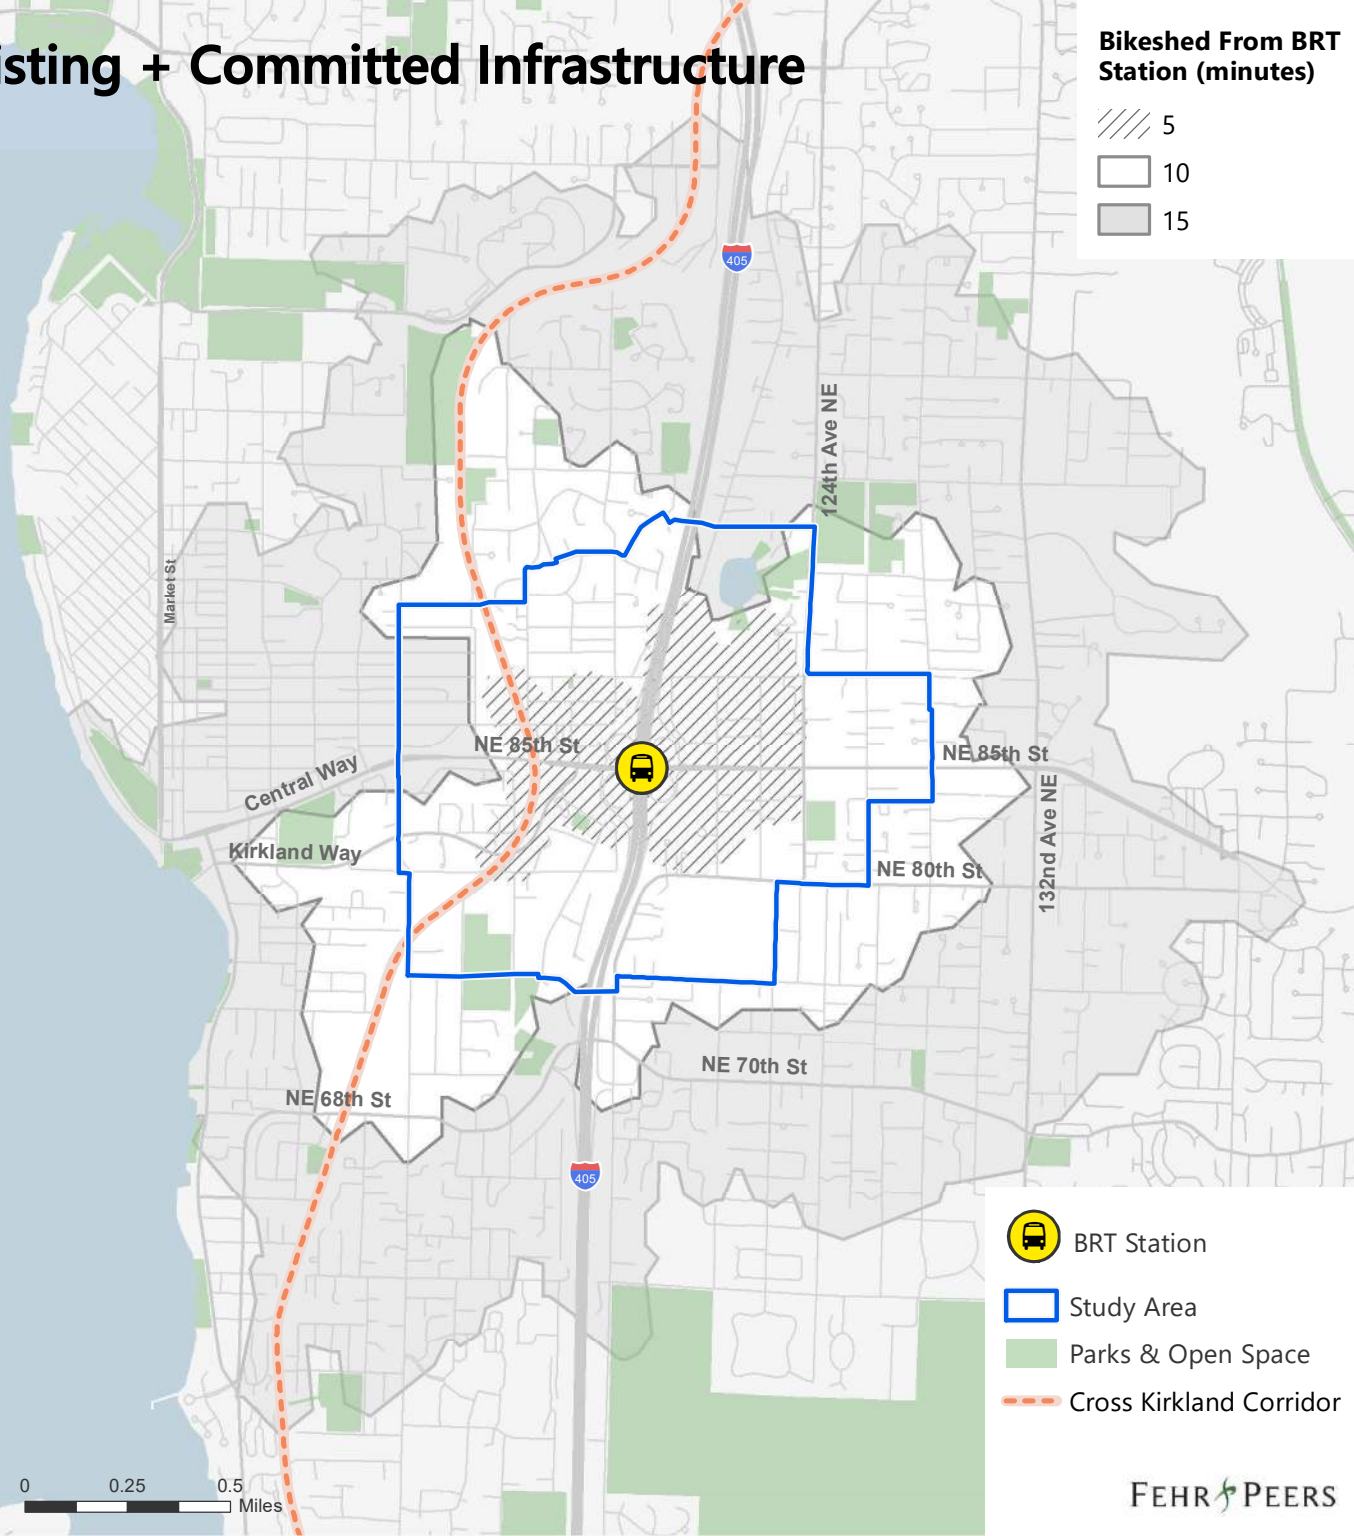 isting + Committed Infrastructure
Bikeshed From BRT
Station (minutes)
5
10
15
405
124th Ave NE
Market St
NE 85th St
NE 85th St
Central Way
132nd Ave NE
Kirkland Way
NE 80th St
NE 70th St
NE 68th St
405
BRT Station
Study Area
Parks & Open Space
Cross Kirkland Corridor
0 0.25 0.5
Miles
FEHR PEERS